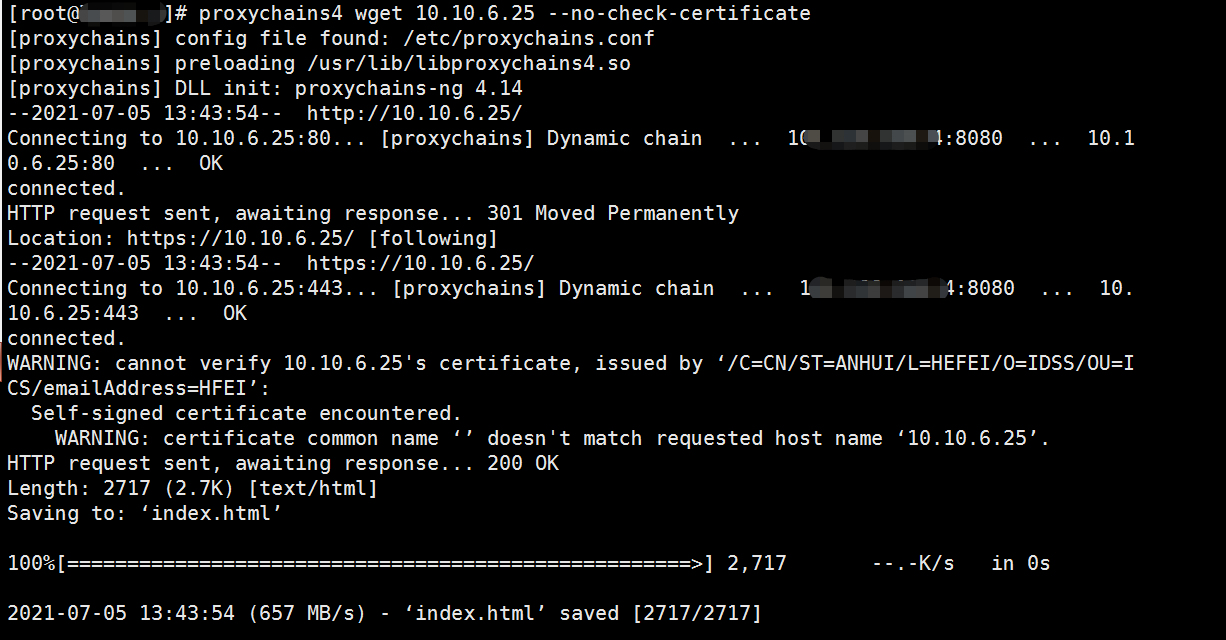 [root@ ]# proxychains4 wget 10.10.6.25 --no-check-certificate
[proxychains] config file found: /etc/proxychains.conf
[proxychains] preloading /usr/lib/libproxychains4.so
[proxychains] DLL init: proxychains-ng 4.14
--2021-07-05 13:43:54--  http://10.10.6.25/
Connecting to 10.10.6.25:80... [proxychains] Dynamic chain  ...  10 4:8080  ...  10.1
0.6.25:80  ...  OK
connected.
HTTP request sent, awaiting response... 301 Moved Permanently
Location: https://10.10.6.25/ [following]
--2021-07-05 13:43:54--  https://10.10.6.25/
Connecting to 10.10.6.25:443... [proxychains] Dynamic chain  ...  1 4:8080  ...  10.
10.6.25:443  ...  OK
connected.
WARNING: cannot verify 10.10.6.25's certificate, issued by ‘/C=CN/ST=ANHUI/L=HEFEI/O=IDSS/OU=I
CS/emailAddress=HFEI’:
  Self-signed certificate encountered.
    WARNING: certificate common name ‘’ doesn't match requested host name ‘10.10.6.25’.
HTTP request sent, awaiting response... 200 OK
Length: 2717 (2.7K) [text/html]
Saving to: ‘index.html’
100%[====================================================>] 2,717       --.-K/s   in 0s
2021-07-05 13:43:54 (657 MB/s) - ‘index.html’ saved [2717/2717]